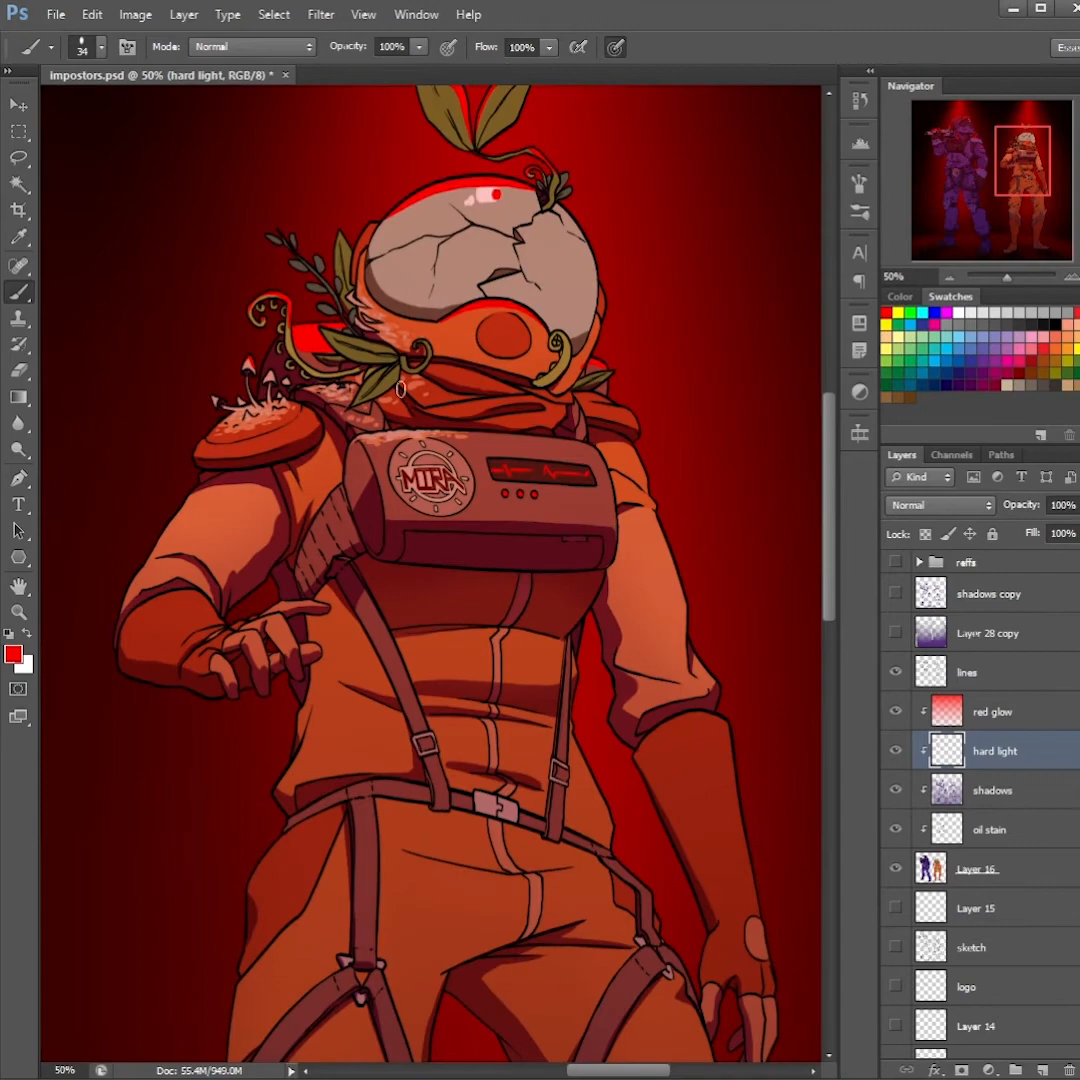 Ps File Edit Image Layer Type Select Filter View Window Help
34 Mode: Normal Opacity: 100% Flow: 100%
impostors.psd @ 50% (hard light, RGB/8) * ×
Navigator
50%
Color Swatches
Layers Channels Paths
Kind
Normal Opacity: 100%
Lock: Fill: 100%
reffs
shadows copy
Layer 28 copy
lines
red glow
hard light
shadows
oil stain
Layer 16
Layer 15
sketch
logo
Layer 14
MIRA
50% Doc: 55.4M/949.0M